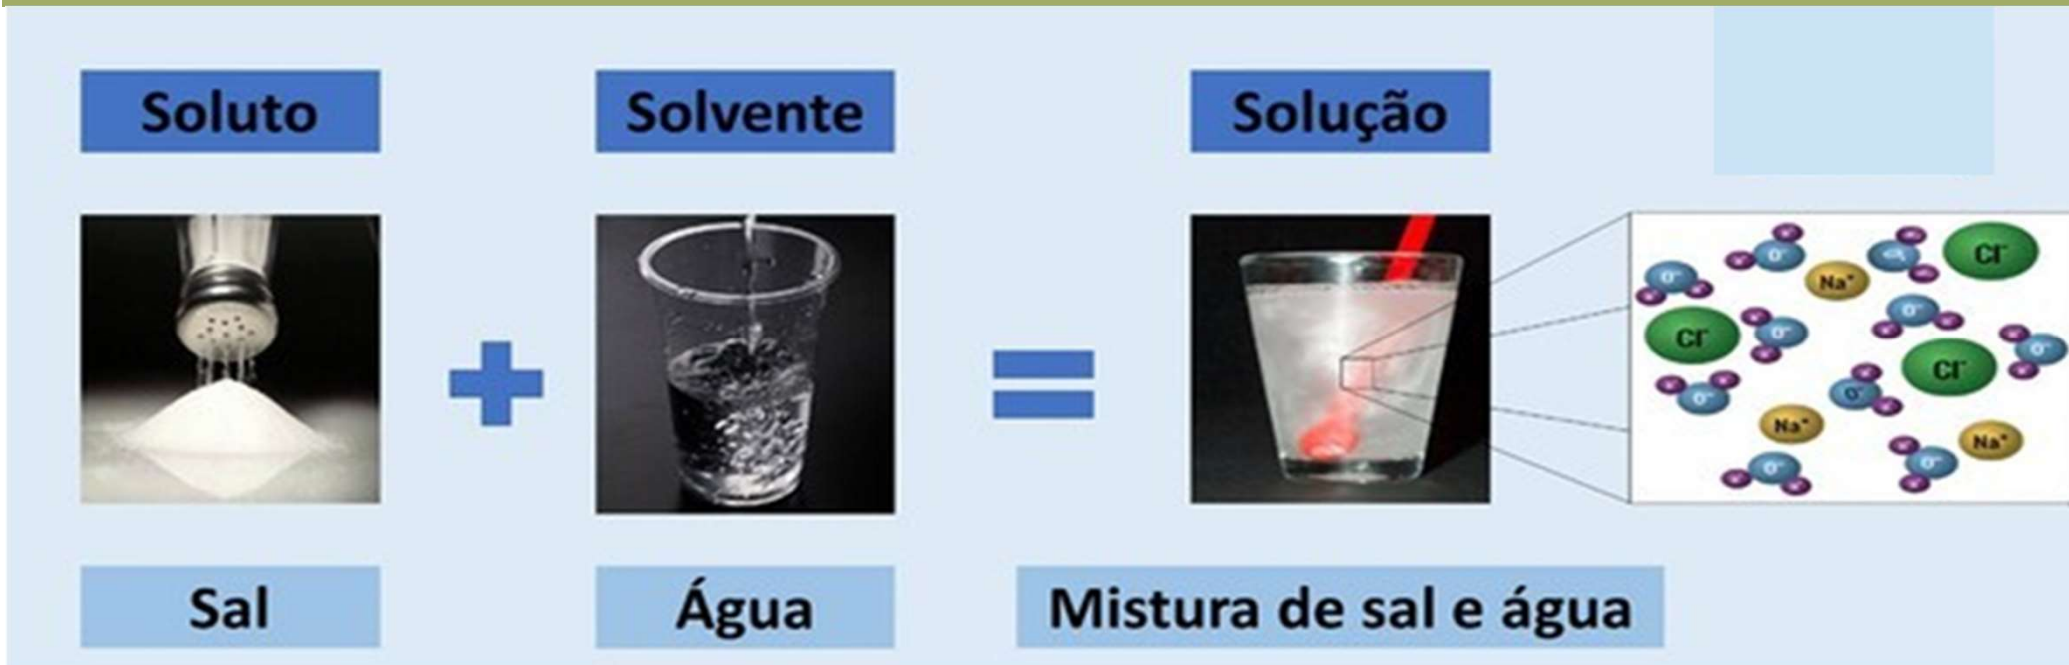 Soluto
Solvente
Solução
Cl⁻
O⁻
Na⁺
O⁻
Cl⁻
O⁻
O⁻
O⁻
Cl⁻
O⁻
O⁻
Na⁺
Na⁺
O⁻
O⁻
Sal
Água
Mistura de sal e água